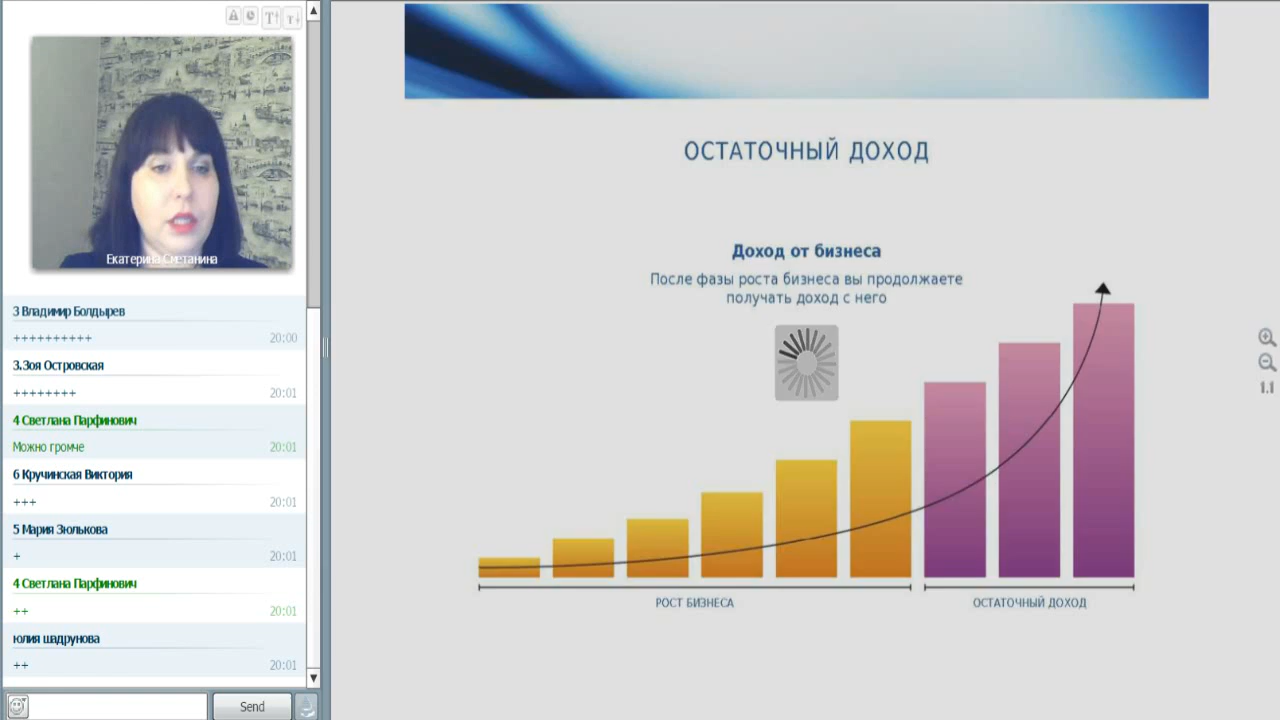 Екатерина Сметанина
3 Владимир Болдырев
++++++++++ 20:00
3.Зоя Островская
++++++++ 20:01
4 Светлана Парфинович
Можно громче 20:01
6 Кручинская Виктория
+++ 20:01
5 Мария Зюлькова
+ 20:01
4 Светлана Парфинович
++ 20:01
юлия шадрунова
++ 20:01
Send
ОСТАТОЧНЫЙ ДОХОД
Доход от бизнеса
После фазы роста бизнеса вы продолжаете
получать доход с него
РОСТ БИЗНЕСА
ОСТАТОЧНЫЙ ДОХОД
1:1